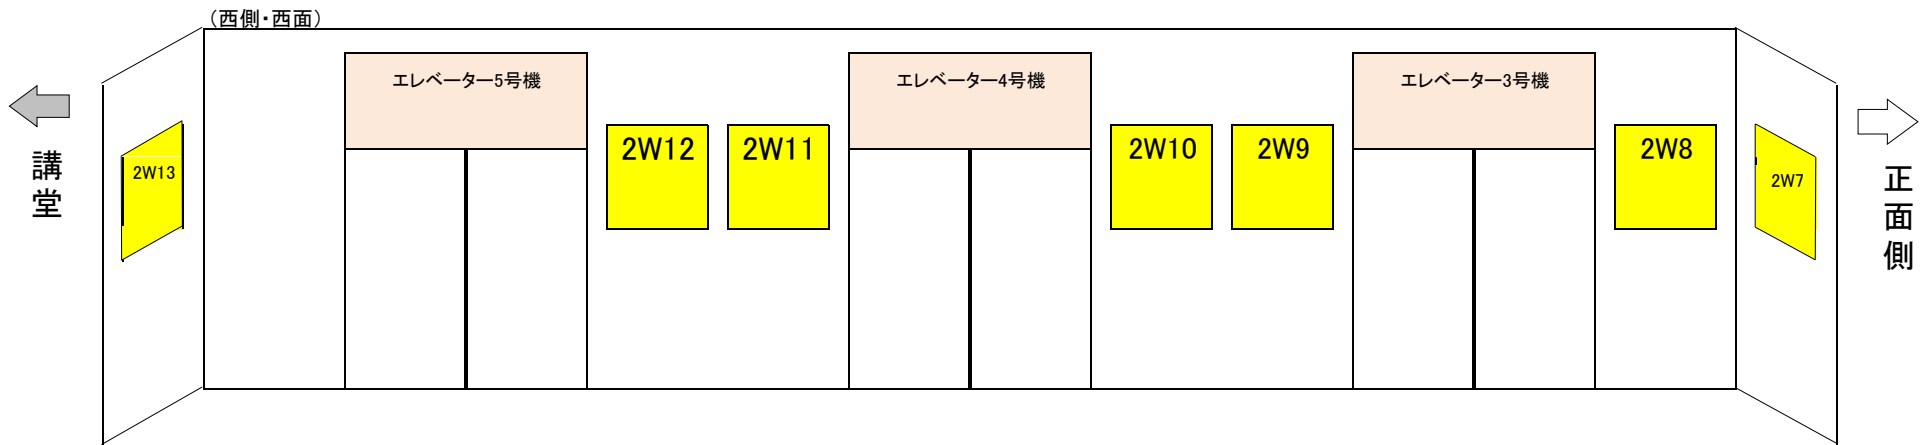 (西側・西面)
エレベーター5号機
エレベーター4号機
エレベーター3号機
2W12
2W11
2W10
2W9
2W8
2W13
2W7
講堂
正面側